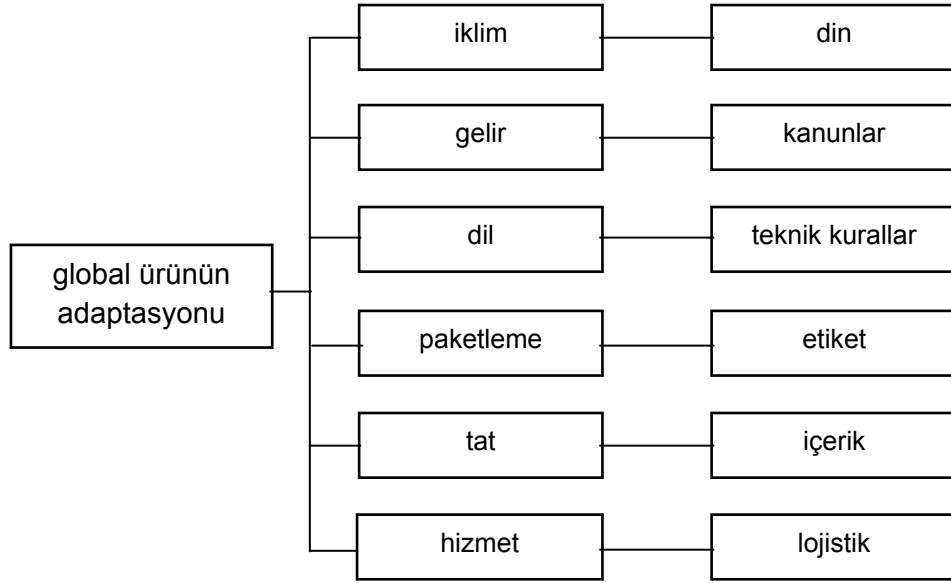 iklim
din
gelir
kanunlar
dil
teknik kurallar
global ürünün
adaptasyonu
paketleme
etiket
tat
içerik
hizmet
lojistik